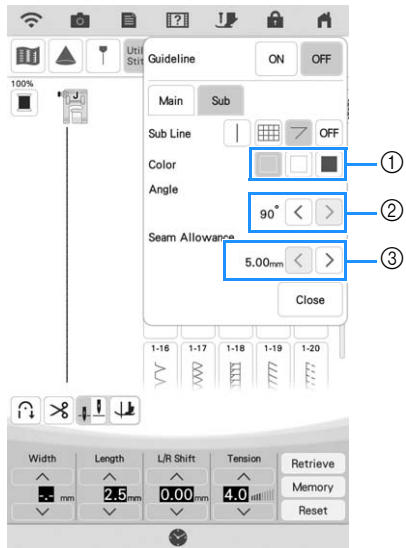 Util
Stit
Guideline ON OFF
100%
J
Main Sub
Sub Line OFF
Color ①
Angle
90° ②
Seam Allowance
5.00mm ③
Close
1-16 1-17 1-18 1-19 1-20
Width Length L/R Shift Tension Retrieve
-.- mm 2.5 mm 0.00 mm 4.0 Memory
Reset